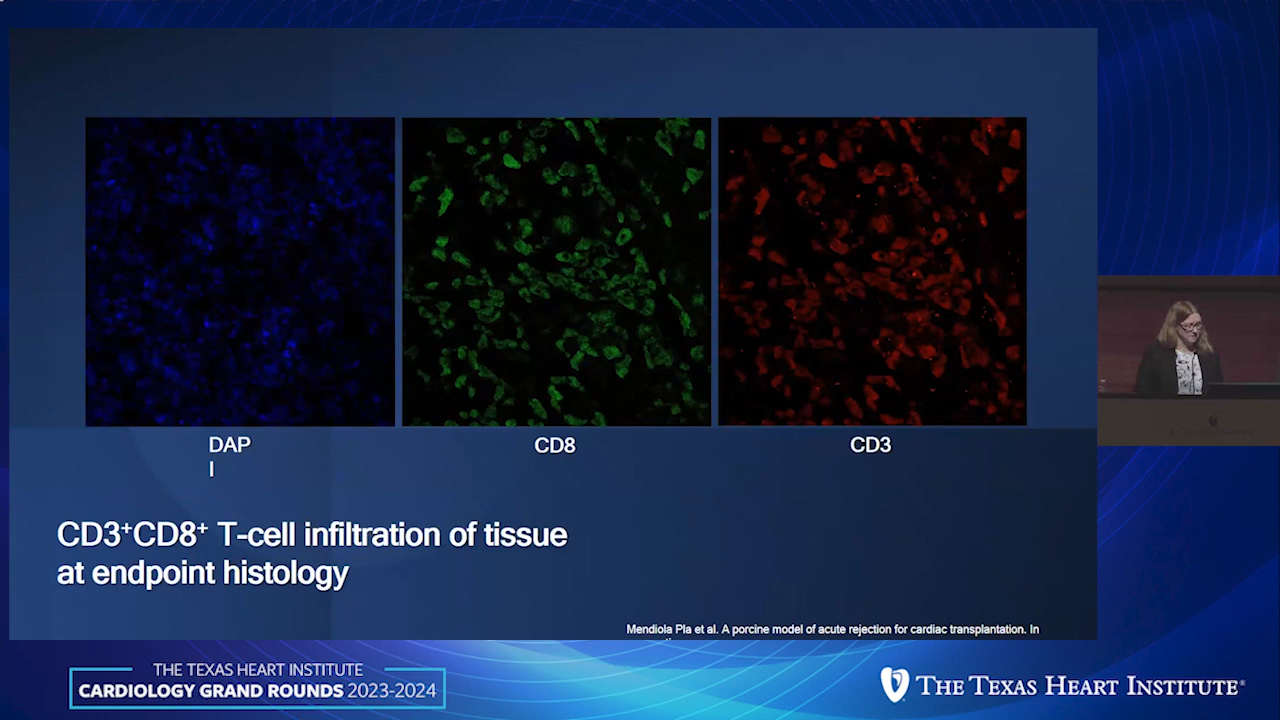 DAP
I
CD8
CD3
CD3⁺CD8⁺ T-cell infiltration of tissue
at endpoint histology
Mendiola Pla et al. A porcine model of acute rejection for cardiac transplantation. In
THE TEXAS HEART INSTITUTE
CARDIOLOGY GRAND ROUNDS 2023-2024
THE TEXAS HEART INSTITUTE®